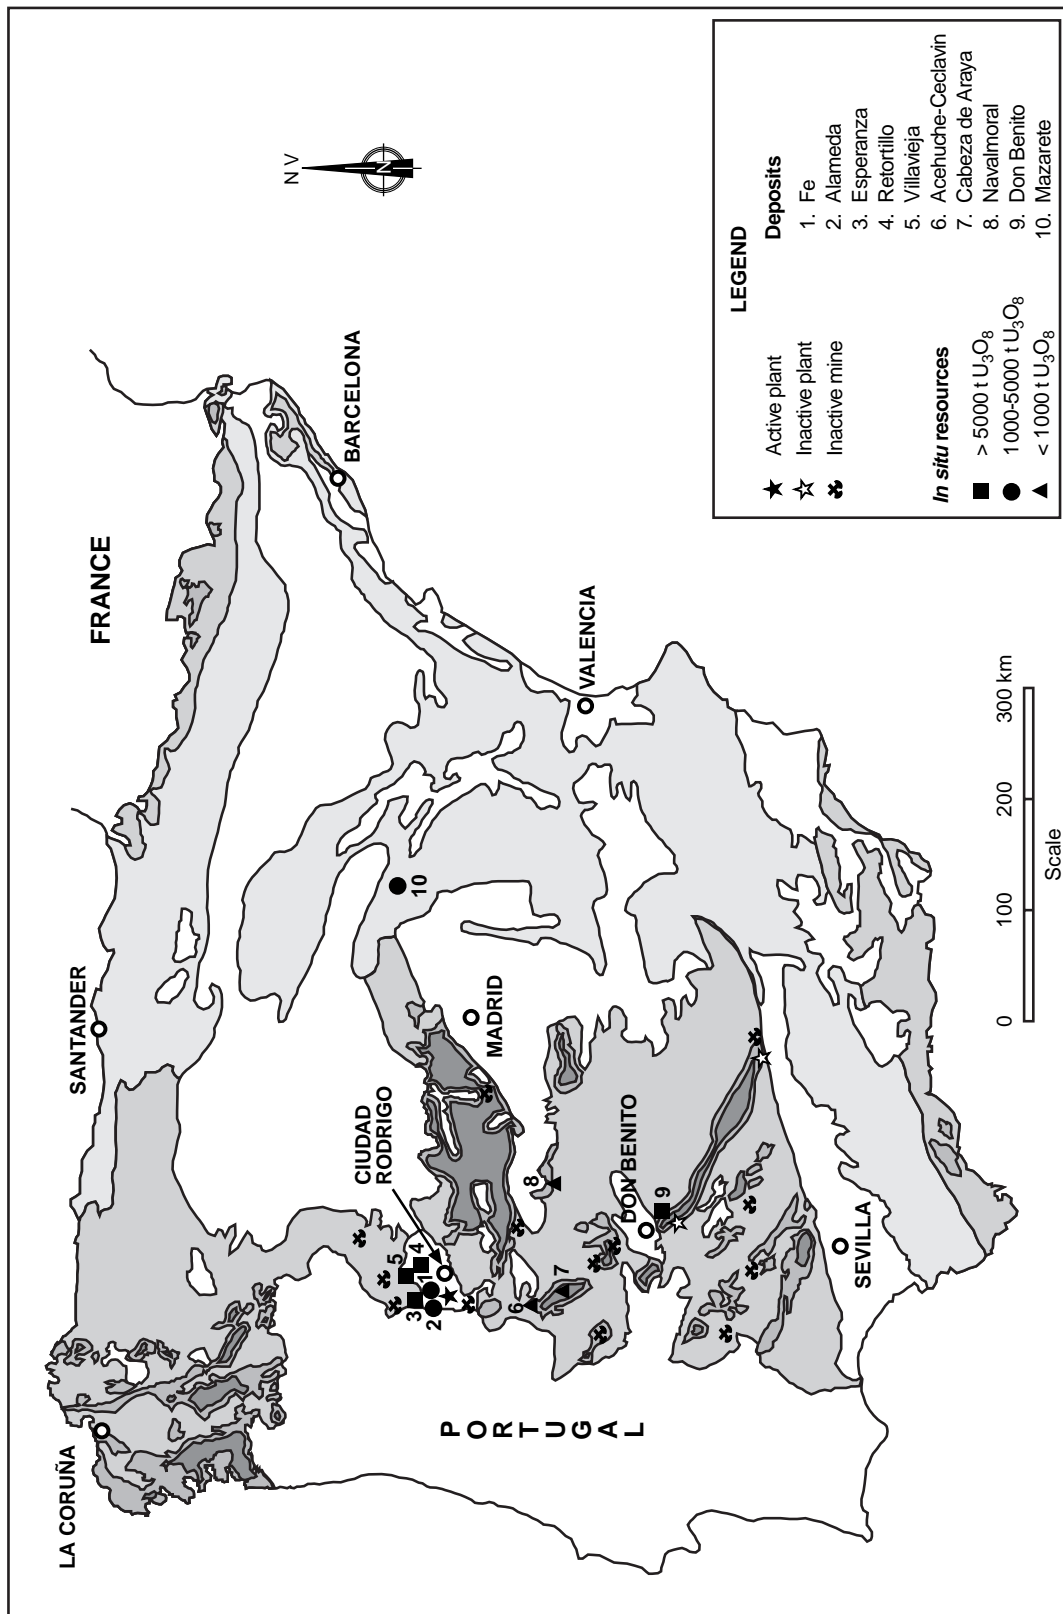 N V
N
FRANCE
LA CORUÑA
SANTANDER
BARCELONA
CIUDAD
RODRIGO
MADRID
VALENCIA
DON BENITO
SEVILLA
PORTUGAL
5
4
3
1
2
10
8
6
7
9
0 100 200 300 km
Scale
LEGEND
Active plant
Inactive plant
Inactive mine
In situ resources
> 5000 t U₃O₈
1000-5000 t U₃O₈
< 1000 t U₃O₈
Deposits
1. Fe
2. Alameda
3. Esperanza
4. Retortillo
5. Villavieja
6. Acehuche-Ceclavin
7. Cabeza de Araya
8. Navalmoral
9. Don Benito
10. Mazarete